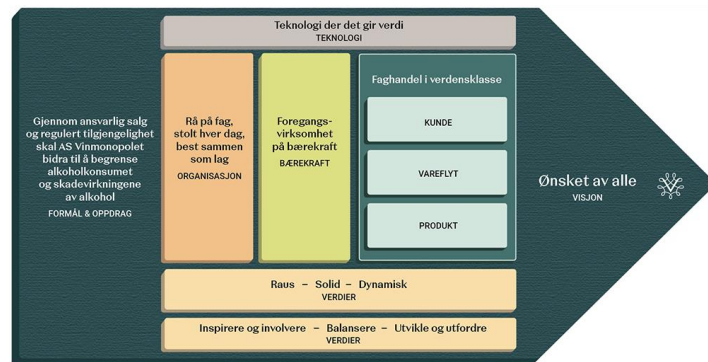 Teknologi der det gir verdi
TEKNOLOGI
Gjennom ansvarlig salg
og regulert tilgjengelighet
skal AS Vinmonopolet
bidra til å begrense
alkoholkonsumet
og skadevirkningene
av alkohol
FORMÅL & OPPDRAG
Rå på fag,
stolt hver dag,
best sammen
som lag
ORGANISASJON
Foregangs-
virksomhet
på bærekraft
BÆREKRAFT
Faghandel i verdensklasse
KUNDE
VAREFLYT
PRODUKT
Ønsket av alle
VISJON
Raus – Solid – Dynamisk
VERDIER
Inspirere og involvere – Balansere – Utvikle og utfordre
VERDIER